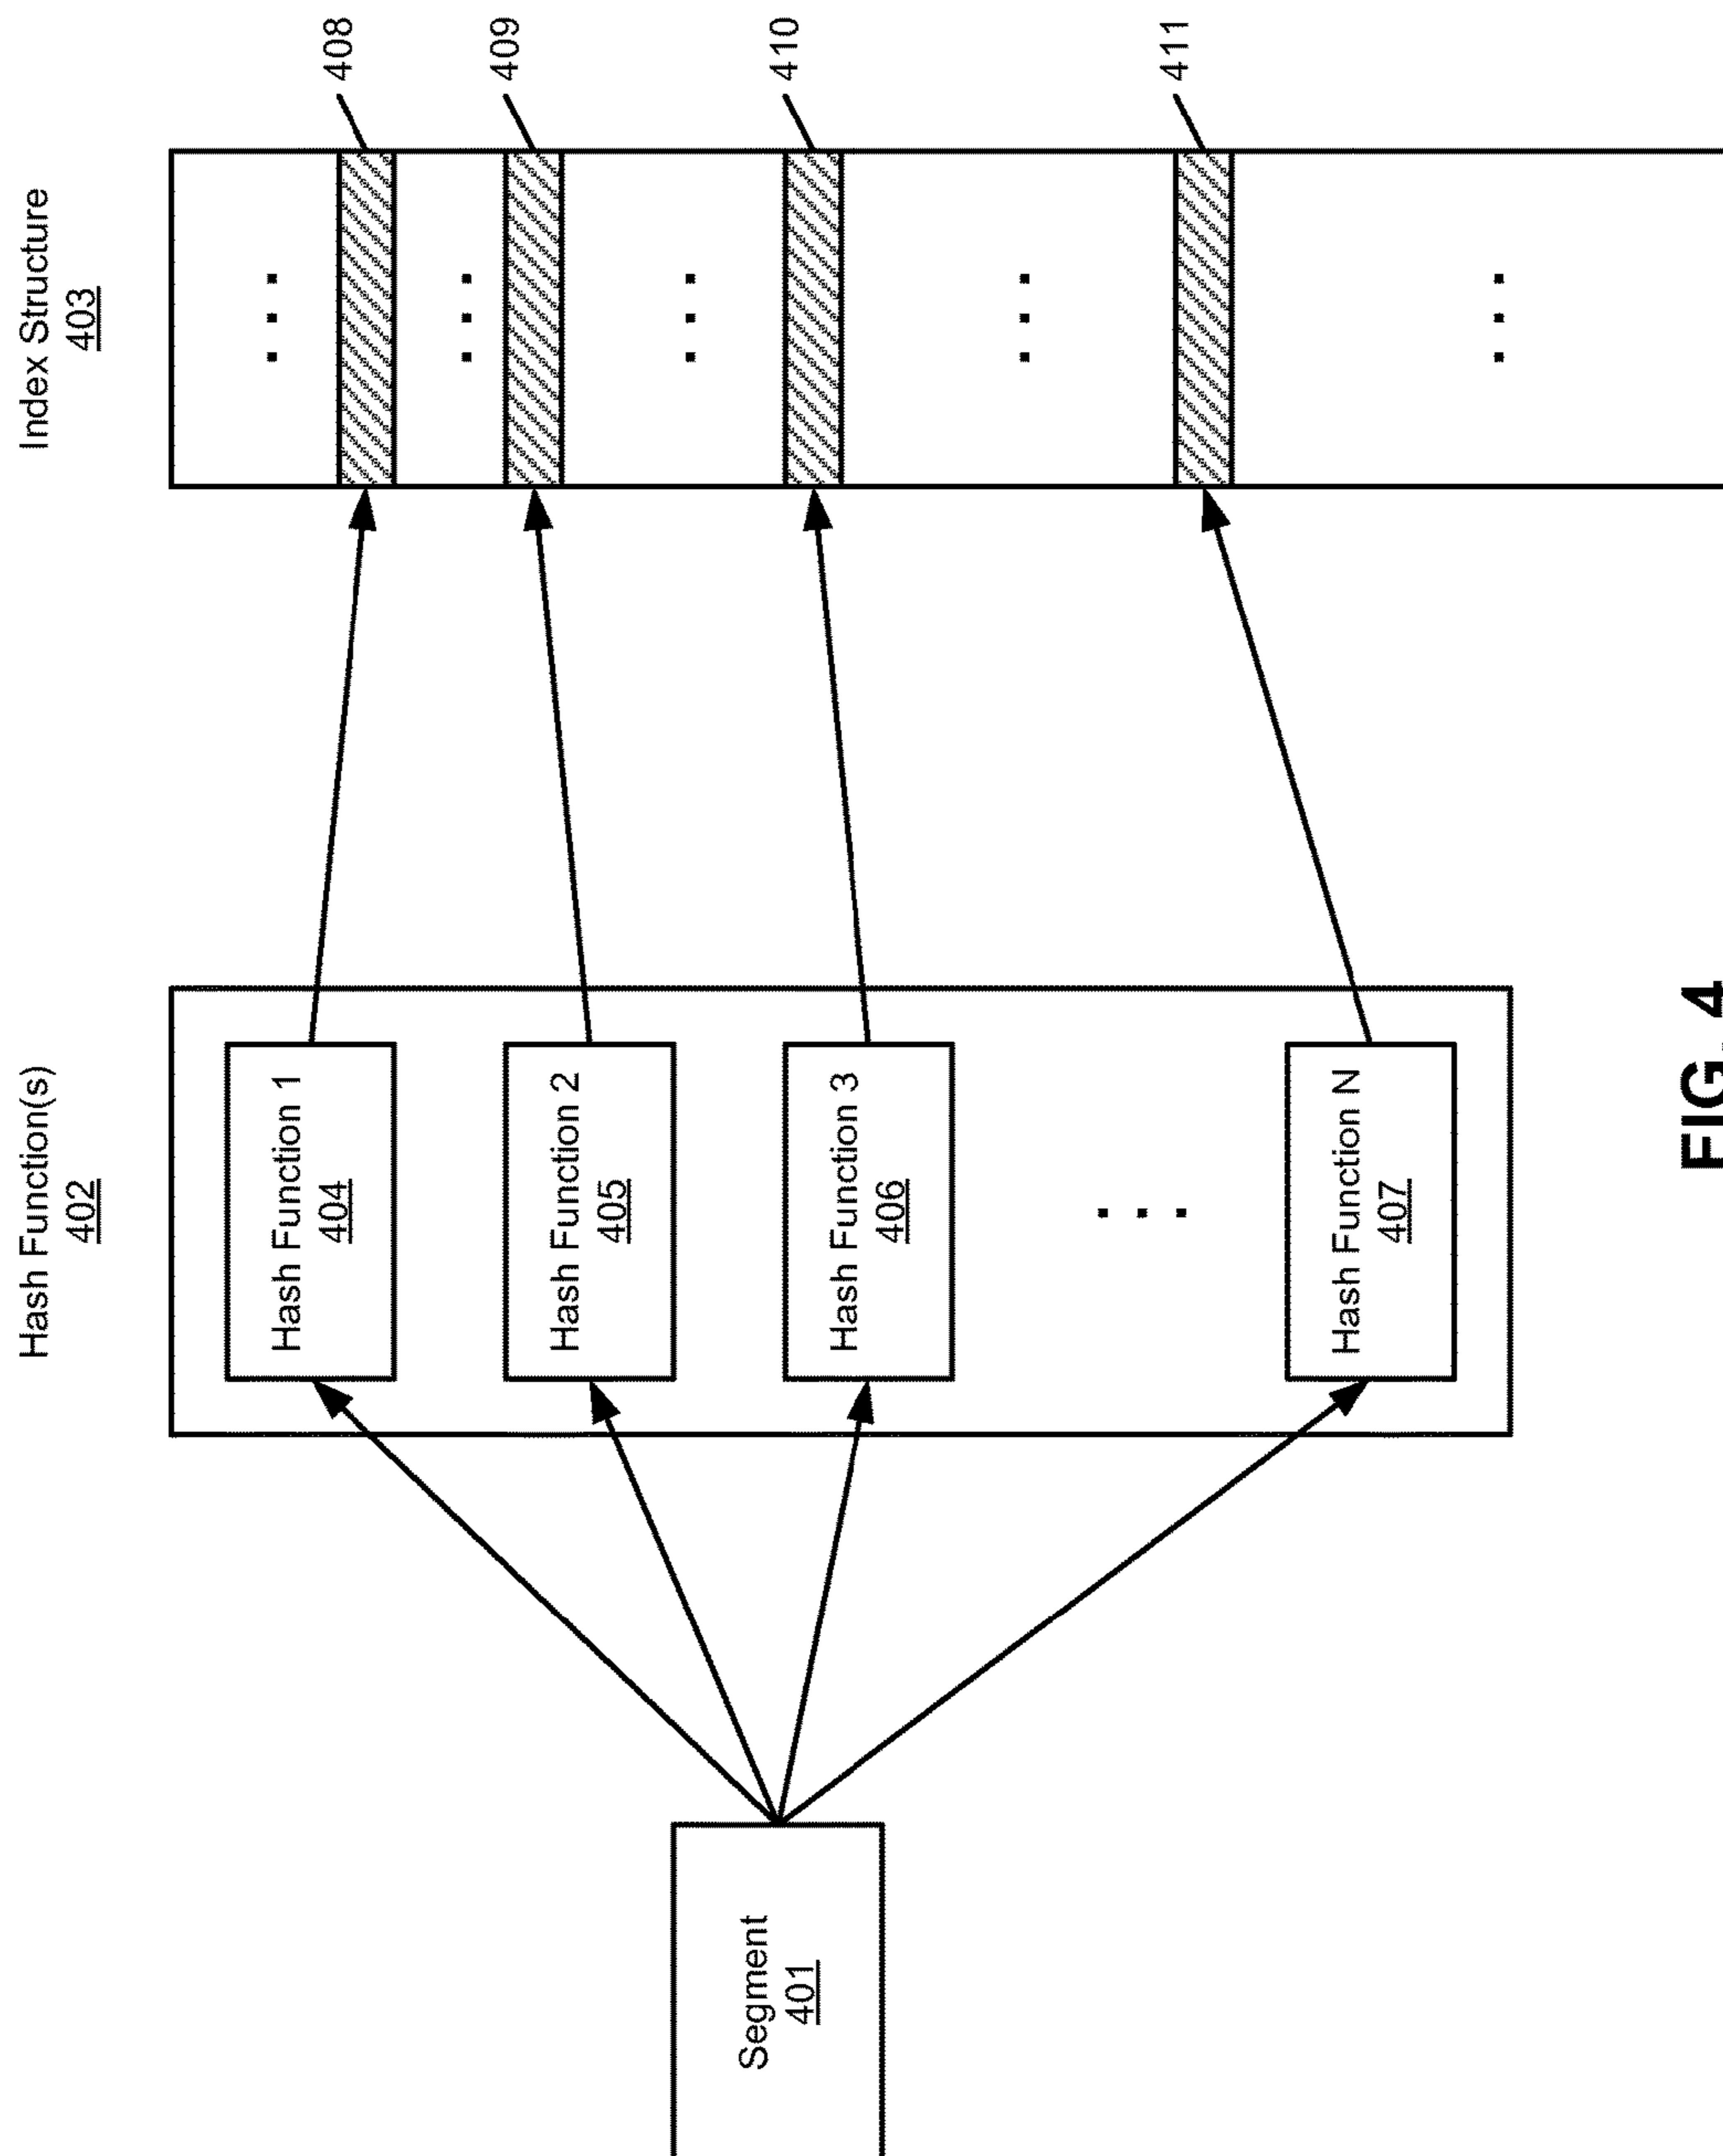 Hash Function(s)
402
Index Structure
403
Segment
401
Hash Function 1
404
Hash Function 2
405
Hash Function 3
406
. . .
Hash Function N
407
. . .
408
. . .
409
. . .
410
. . .
411
. . .
FIG. 4